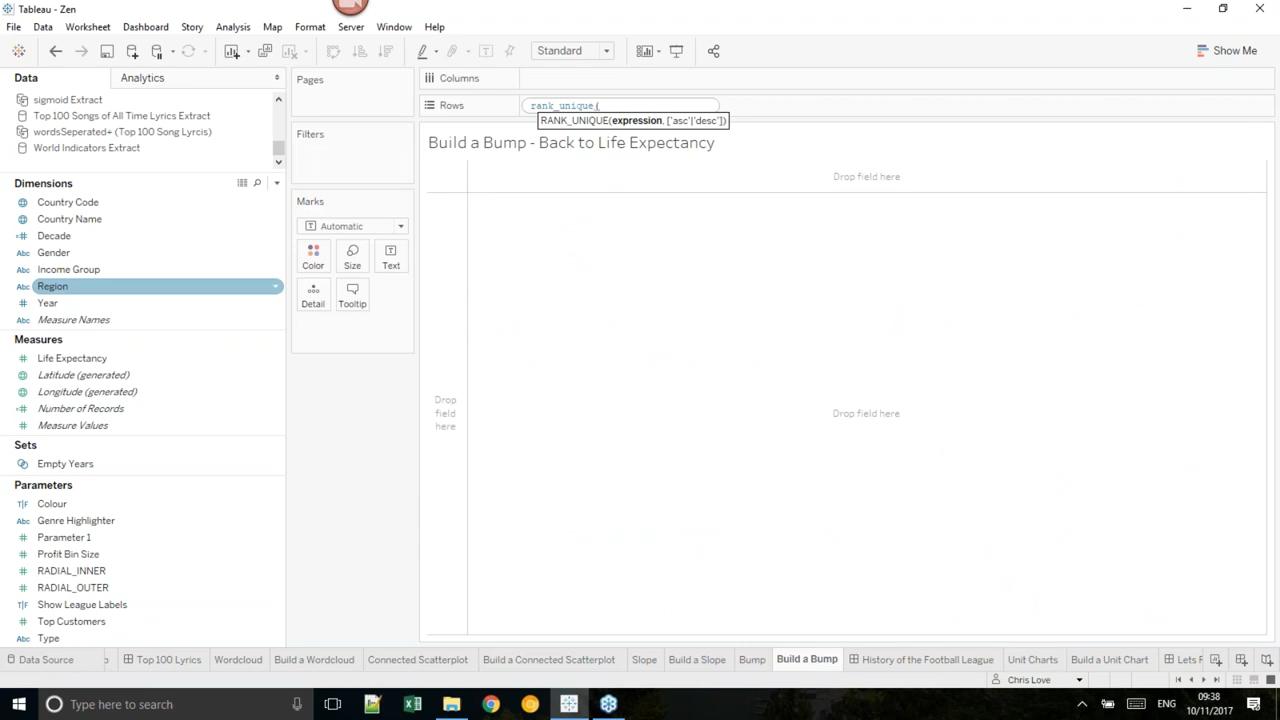 Tableau - Zen
File Data Worksheet Dashboard Story Analysis Map Format Server Window Help
Standard
Show Me
Data Analytics
sigmoid Extract
Top 100 Songs of All Time Lyrics Extract
wordsSeperated+ (Top 100 Song Lyrcis)
World Indicators Extract
Dimensions
Country Code
Country Name
Decade
Abc Gender
Abc Income Group
Abc Region
Year
Abc Measure Names
Measures
Life Expectancy
Latitude (generated)
Longitude (generated)
Number of Records
Measure Values
Sets
Empty Years
Parameters
T|F Colour
Abc Genre Highlighter
# Parameter 1
# Profit Bin Size
# RADIAL_INNER
# RADIAL_OUTER
T|F Show League Labels
# Top Customers
Abc Type
Pages
Filters
Marks
Automatic
Color Size Text
Detail Tooltip
Columns
Rows rank_unique(
RANK_UNIQUE(expression, ['asc'|'desc'])
Build a Bump - Back to Life Expectancy
Drop field here
Drop
field
here
Drop field here
Data Source Top 100 Lyrics Wordcloud Build a Wordcloud Connected Scatterplot Build a Connected Scatterplot Slope Build a Slope Bump Build a Bump History of the Football League Unit Charts Build a Unit Chart Lets
Chris Love
Type here to search
ENG
09:38
10/11/2017